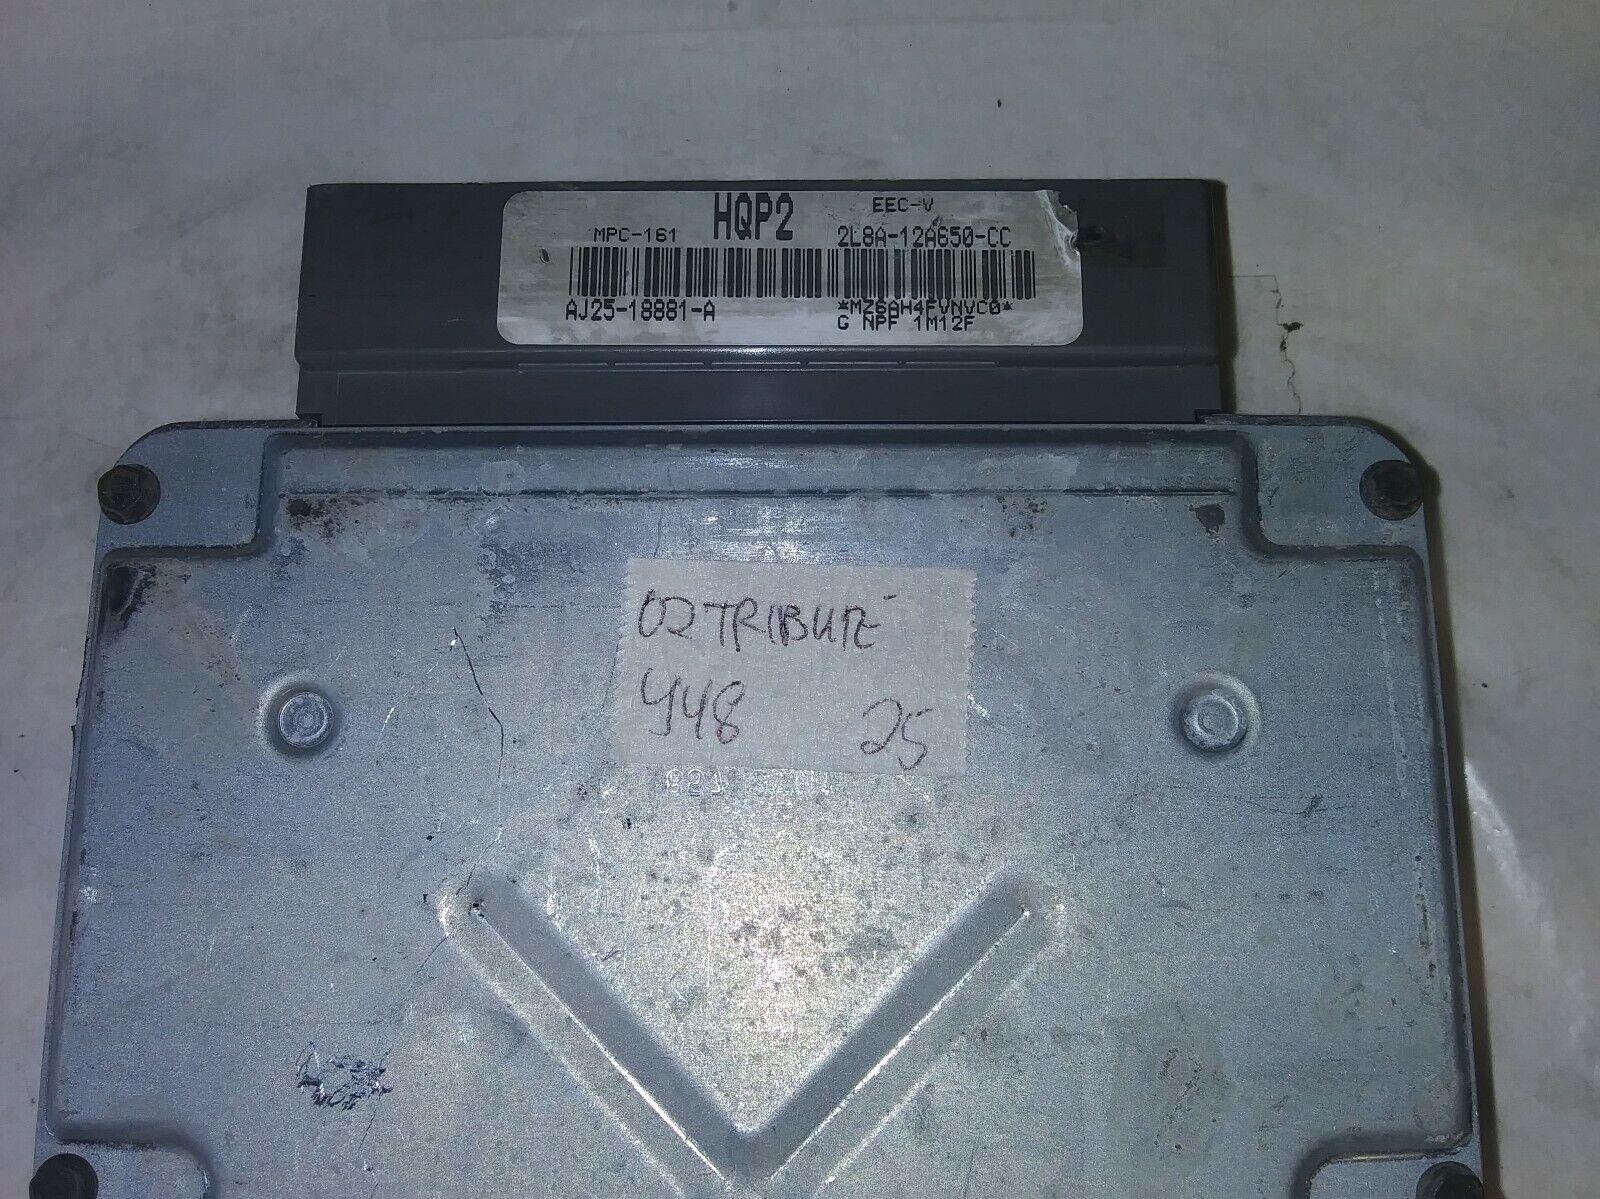 HQP2 EEC-V
MPC-161 2L8A-12A650-CC
AJ25-18881-A *MZ6AH4FVNVC0*
G NPF 1M12F
02 TRIBUTE
448 25